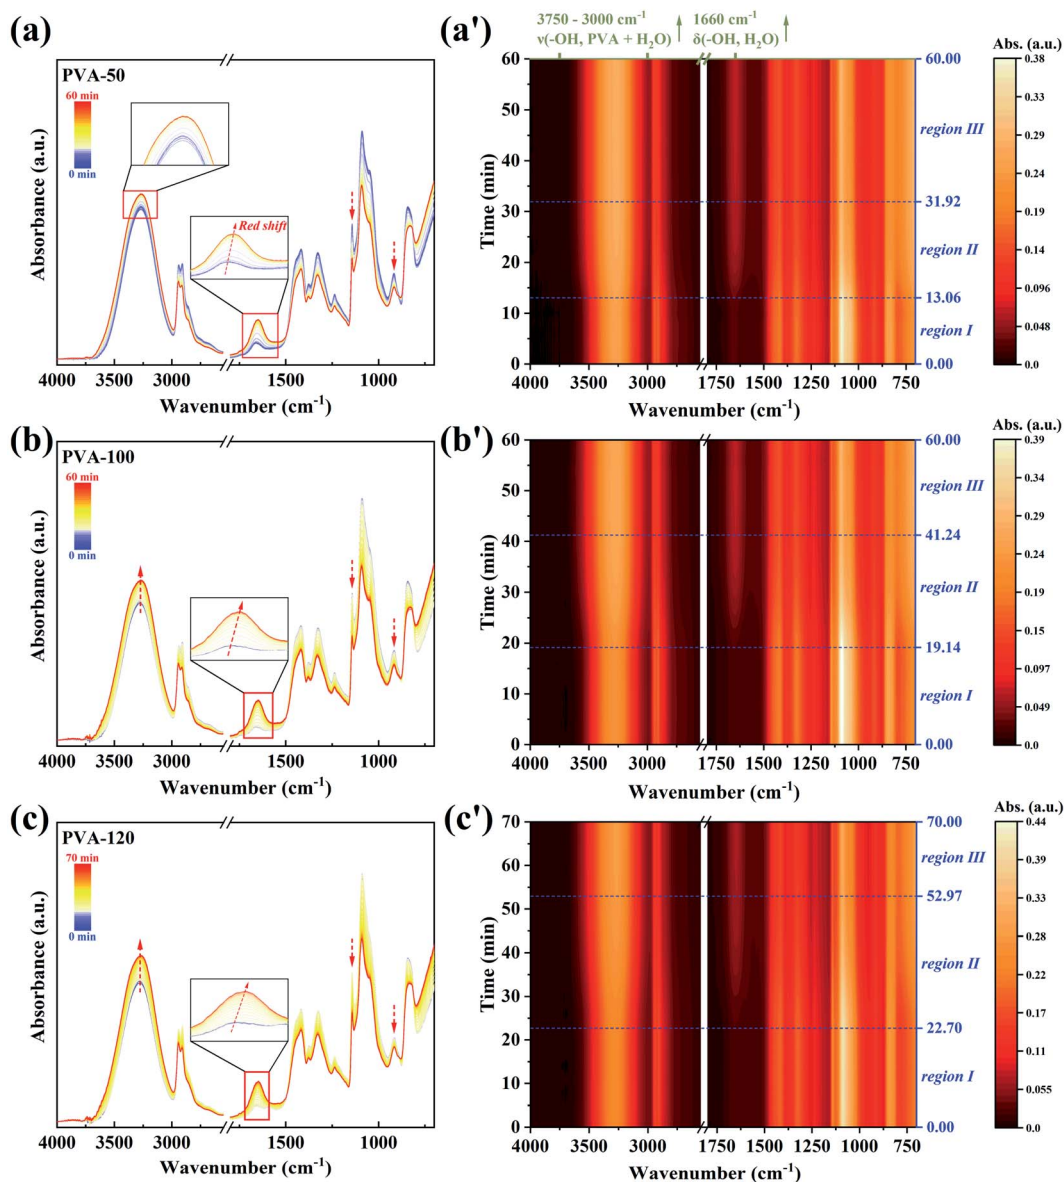 (a)
PVA-50
60 min
0 min
Red shift
Absorbance (a.u.)
4000 3000 1500 1000
Wavenumber (cm⁻¹)
(a')
3750 - 3000 cm⁻¹
ν(-OH, PVA + H₂O)
1660 cm⁻¹
δ(-OH, H₂O)
Time (min)
60
50
40
30
20
10
0
60.00
region III
31.92
region II
13.06
region I
0.00
4000 3500 3000 1750 1500 1250 1000 750
Wavenumber (cm⁻¹)
Abs. (a.u.)
0.38
0.34
0.29
0.24
0.19
0.14
0.096
0.048
0.0
(b)
PVA-100
60 min
0 min
Absorbance (a.u.)
4000 3000 1500 1000
Wavenumber (cm⁻¹)
(b')
Time (min)
60
50
40
30
20
10
0
60.00
region III
41.24
region II
19.14
region I
0.00
4000 3500 3000 1750 1500 1250 1000 750
Wavenumber (cm⁻¹)
Abs. (a.u.)
0.39
0.34
0.29
0.24
0.19
0.15
0.097
0.049
0.0
(c)
PVA-120
70 min
0 min
Absorbance (a.u.)
4000 3000 1500 1000
Wavenumber (cm⁻¹)
(c')
Time (min)
70
60
50
40
30
20
10
0
70.00
region III
52.97
region II
22.70
region I
0.00
4000 3500 3000 1750 1500 1250 1000 750
Wavenumber (cm⁻¹)
Abs. (a.u.)
0.44
0.38
0.33
0.27
0.22
0.16
0.11
0.055
0.0